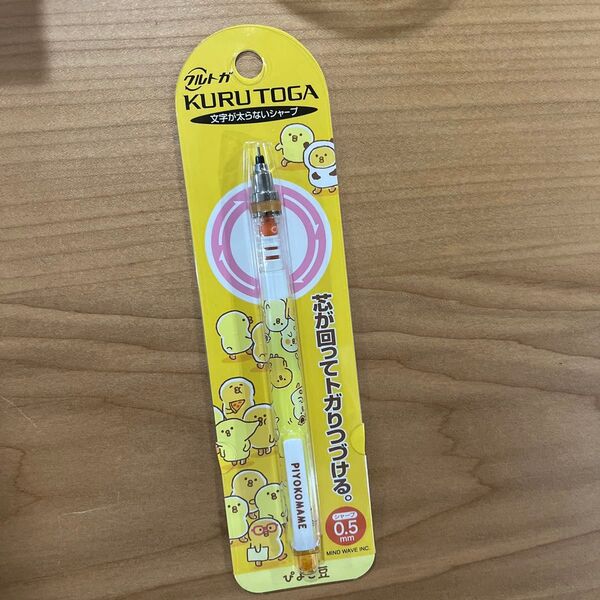 クルトガ
KURU TOGA
文字が太らないシャープ
芯が回ってトガりつづける。
PIYOKOMAME
シャープ
0.5
mm
MIND WAVE INC.
ぴよこ豆